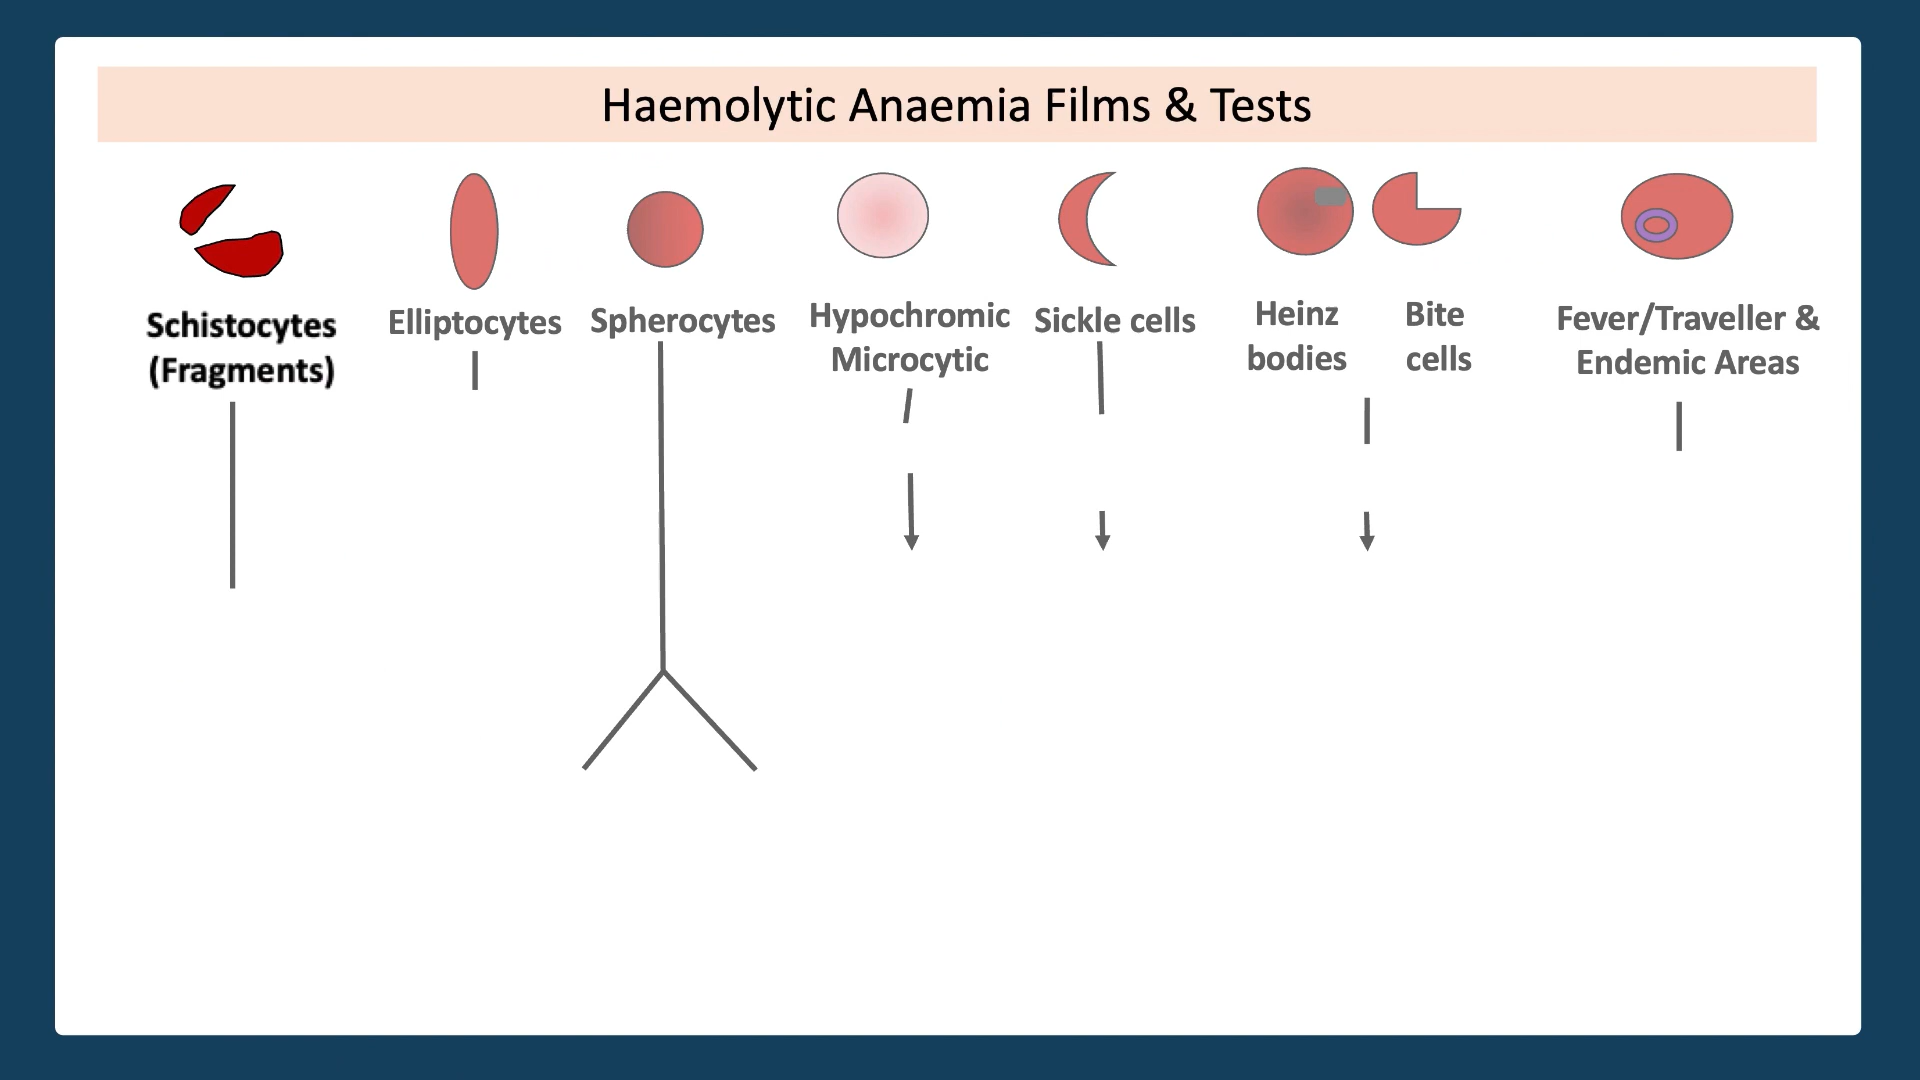 Haemolytic Anaemia Films & Tests
Schistocytes
(Fragments)
Elliptocytes
Spherocytes
Hypochromic
Microcytic
Sickle cells
Heinz
bodies
Bite
cells
Fever/Traveller &
Endemic Areas